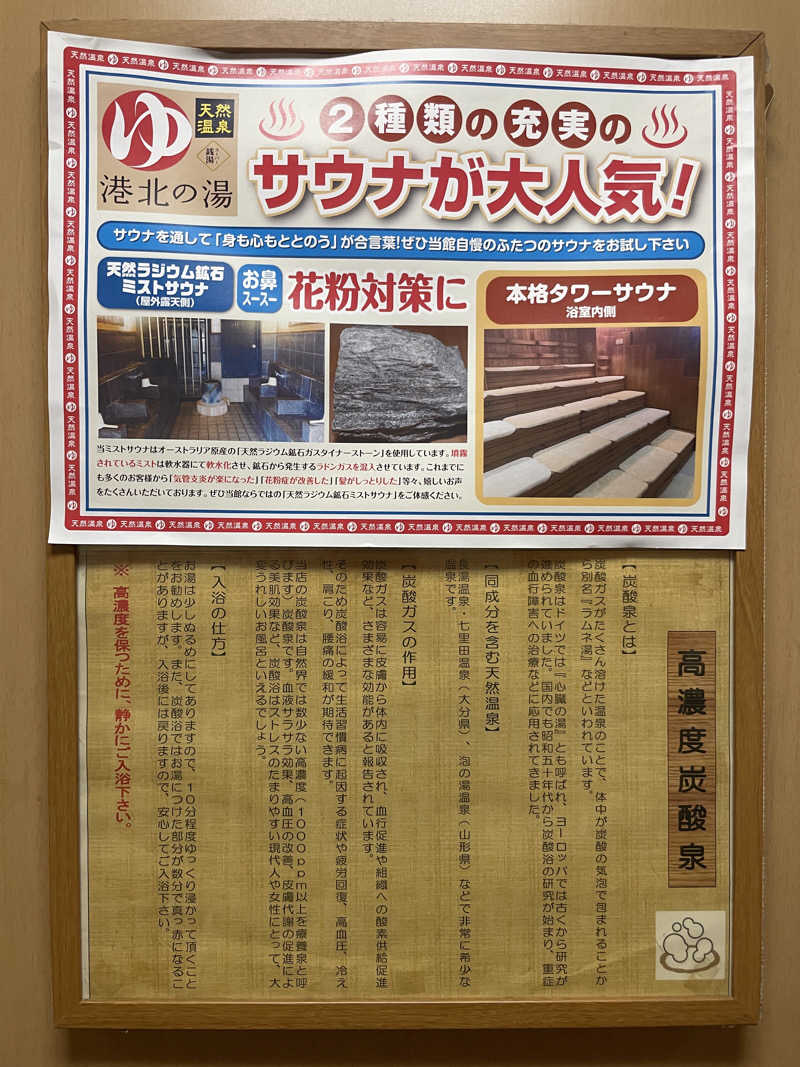 天然温泉
ゆ
銭湯
港北の湯
2種類の充実の
サウナが大人気!
サウナを通して「身も心もととのう」が合言葉!ぜひ当館自慢のふたつのサウナをお試し下さい
天然ラジウム鉱石
ミストサウナ
(屋外露天側)
お鼻
スースー
花粉対策に
本格タワーサウナ
浴室内側
当ミストサウナはオーストラリア原産の「天然ラジウム鉱石ガスタイナーストーン」を使用しています。噴霧
されているミストは軟水器にて軟水化させ、鉱石から発生するラドンガスを混入させています。これまでに
も多くのお客様から「気管支炎が楽になった」「花粉症が改善した」「髪がしっとりした」等々、嬉しいお声
をたくさんいただいております。ぜひ当館ならではの「天然ラジウム鉱石ミストサウナ」をご体感ください。
高濃度炭酸泉
【炭酸泉とは】
炭酸ガスがたくさん溶けた温泉のことで、体中が炭酸の気泡で包まれることか
ら別名『ラムネ湯』などといわれています。
炭酸泉はドイツでは『心臓の湯』とも呼ばれ、ヨーロッパでは古くから研究が
進められていました。国内でも昭和五十年代から炭酸浴の研究が始まり、重症
の血行障害への治療などに応用されてきました。
【同成分を含む天然温泉】
長湯温泉・七里田温泉(大分県)、泡の湯温泉(山形県)などで非常に希少な
温泉です。
【炭酸ガスの作用】
炭酸ガスは容易に皮膚から体内に吸収され、血行促進や組織への酸素供給促進
効果など、さまざまな効能があると報告されています。
そのため炭酸浴によって生活習慣病に起因する症状や疲労回復、高血圧、冷え
性、肩こり、腰痛の緩和が期待できます。
当店の炭酸泉は自然界では数少ない高濃度(1000ppm以上を療養泉と呼
びます)炭酸泉です。血液サラサラ効果、高血圧の改善、皮膚代謝の促進によ
る美肌効果など、炭酸浴はストレスのたまりやすい現代人や女性にとって、大
変うれしいお風呂といえるでしょう。
【入浴の仕方】
お湯は少しぬるめにしてありますので、10分程度ゆっくり浸かって頂くこと
をお勧めします。また、炭酸浴ではお湯につけた部分が数分で真っ赤になるこ
とがありますが、入浴後には戻りますので、安心してご入浴下さい。
※ 高濃度を保つために、静かにご入浴下さい。